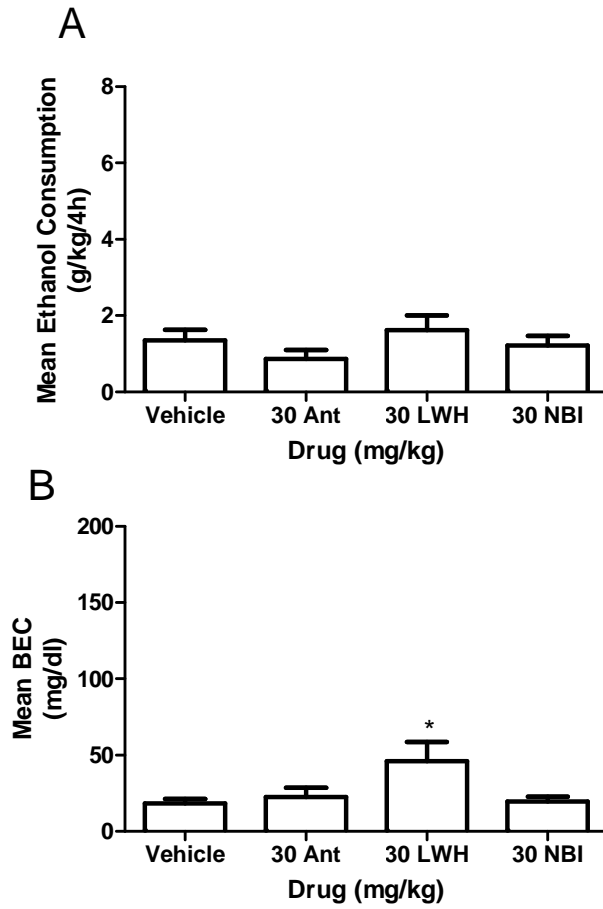 A
Mean Ethanol Consumption
(g/kg/4h)
8
6
4
2
0
Vehicle 30 Ant 30 LWH 30 NBI
Drug (mg/kg)
B
Mean BEC
(mg/dl)
200
150
100
50
0
*
Vehicle 30 Ant 30 LWH 30 NBI
Drug (mg/kg)